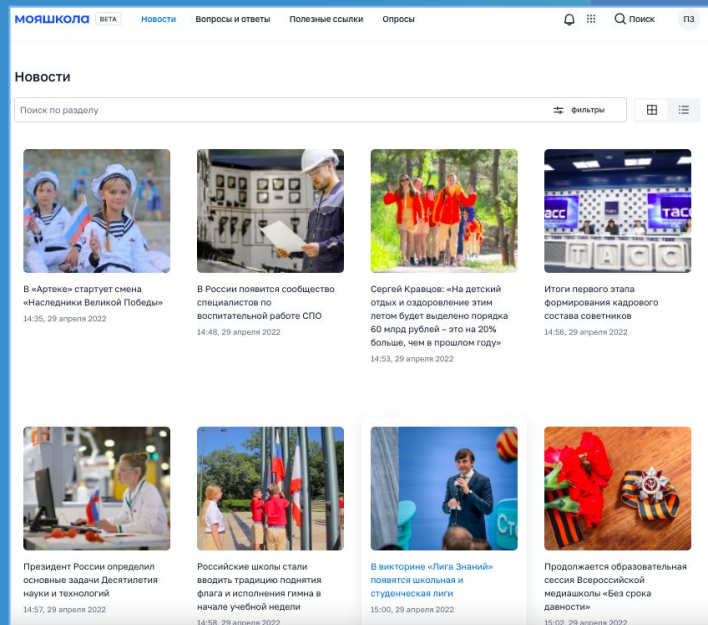 МОЯШКОЛА BETA Новости Вопросы и ответы Полезные ссылки Опросы Поиск ПЗ
Новости
Поиск по разделу фильтры
В «Артеке» стартует смена
«Наследники Великой Победы»
14:35, 29 апреля 2022
В России появится сообщество
специалистов по
воспитательной работе СПО
14:48, 29 апреля 2022
Сергей Кравцов: «На детский
отдых и оздоровление этим
летом будет выделено порядка
60 млрд рублей – это на 20%
больше, чем в прошлом году»
14:53, 29 апреля 2022
ТАСС
ТАСС
Итоги первого этапа
формирования кадрового
состава советников
14:56, 29 апреля 2022
Президент России определил
основные задачи Десятилетия
науки и технологий
14:57, 29 апреля 2022
Российские школы стали
вводить традицию поднятия
флага и исполнения гимна в
начале учебной недели
14:58, 29 апреля 2022
В викторине «Лига Знаний»
появятся школьная и
студенческая лиги
15:00, 29 апреля 2022
Продолжается образовательная
сессия Всероссийской
медиашколы «Без срока
давности»
15:02, 29 апреля 2022